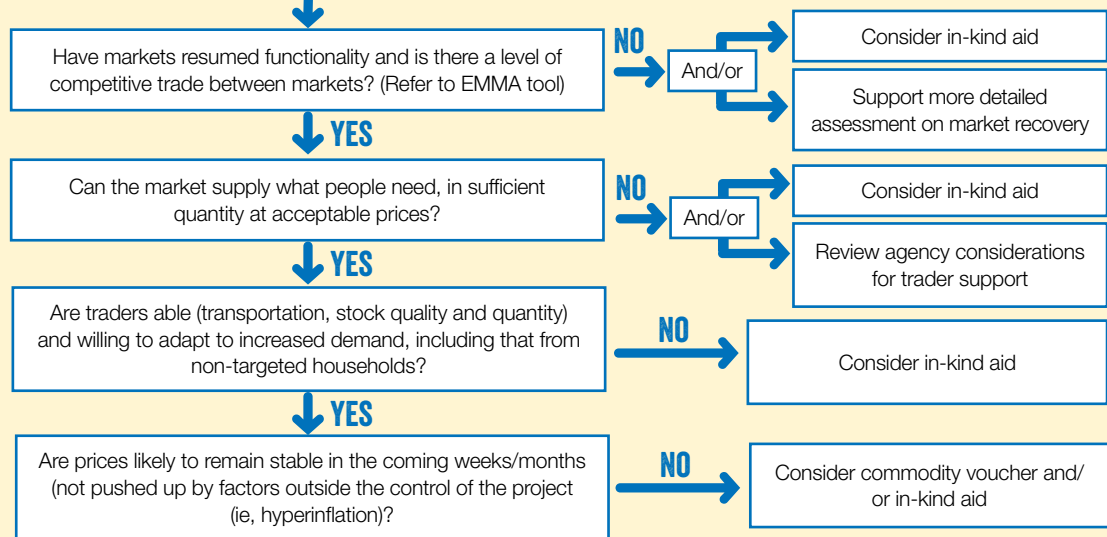 Have markets resumed functionality and is there a level of
competitive trade between markets? (Refer to EMMA tool)
NO
And/or
Consider in-kind aid
Support more detailed
assessment on market recovery
YES
Can the market supply what people need, in sufficient
quantity at acceptable prices?
NO
And/or
Consider in-kind aid
Review agency considerations
for trader support
YES
Are traders able (transportation, stock quality and quantity)
and willing to adapt to increased demand, including that from
non-targeted households?
NO
Consider in-kind aid
YES
Are prices likely to remain stable in the coming weeks/months
(not pushed up by factors outside the control of the project
(ie, hyperinflation)?
NO
Consider commodity voucher and/
or in-kind aid